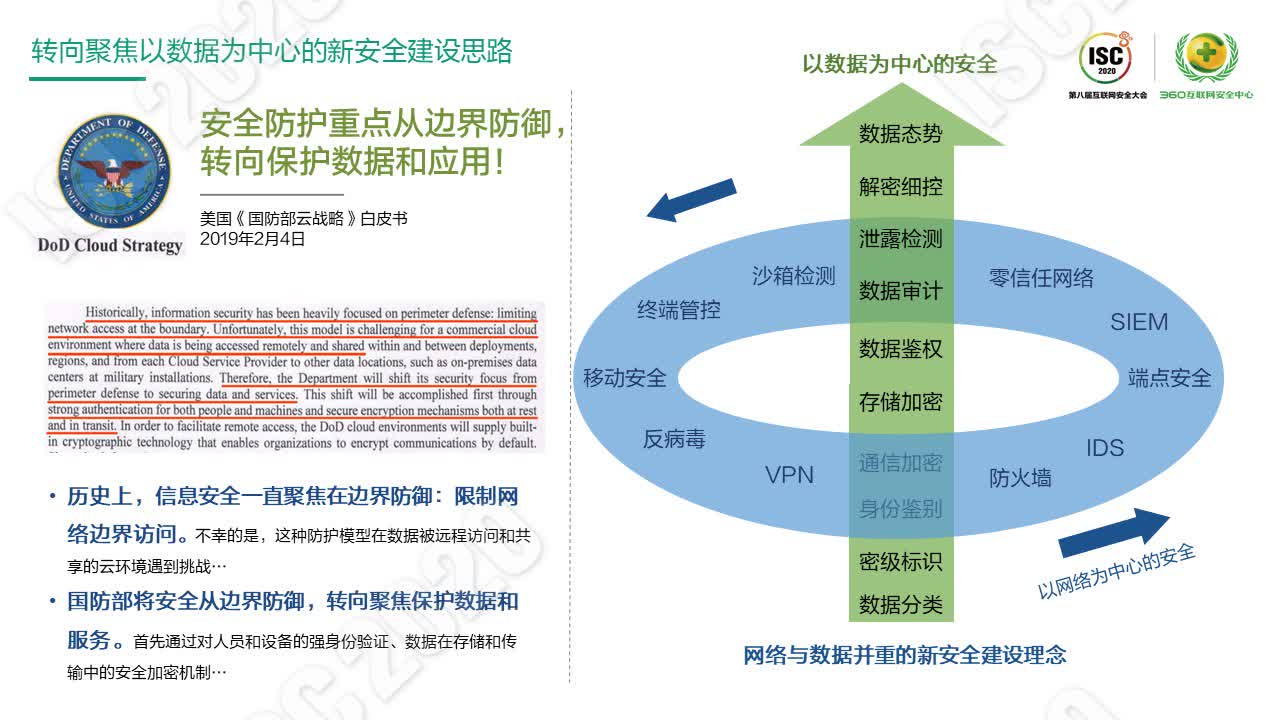 转向聚焦以数据为中心的新安全建设思路
ISC
2020
第八届互联网安全大会
360互联网安全中心
DEPARTMENT OF DEFENSE
UNITED STATES OF AMERICA
DoD Cloud Strategy
安全防护重点从边界防御，
转向保护数据和应用！
美国《国防部云战略》白皮书
2019年2月4日
Historically, information security has been heavily focused on perimeter defense: limiting
network access at the boundary. Unfortunately, this model is challenging for a commercial cloud
environment where data is being accessed remotely and shared within and between deployments,
regions, and from each Cloud Service Provider to other data locations, such as on-premises data
centers at military installations. Therefore, the Department will shift its security focus from
perimeter defense to securing data and services. This shift will be accomplished first through
strong authentication for both people and machines and secure encryption mechanisms both at rest
and in transit. In order to facilitate remote access, the DoD cloud environments will supply built-
in cryptographic technology that enables organizations to encrypt communications by default.
• 历史上，信息安全一直聚焦在边界防御：限制网
络边界访问。不幸的是，这种防护模型在数据被远程访问和共
享的云环境遇到挑战…
• 国防部将安全从边界防御，转向聚焦保护数据和
服务。首先通过对人员和设备的强身份验证、数据在存储和传
输中的安全加密机制…
以数据为中心的安全
数据态势
解密细控
泄露检测
数据审计
数据鉴权
存储加密
通信加密
身份鉴别
密级标识
数据分类
沙箱检测
终端管控
移动安全
反病毒
VPN
零信任网络
SIEM
端点安全
IDS
防火墙
以网络为中心的安全
网络与数据并重的新安全建设理念
ISC 2020
ISC 2020
ISC 2020